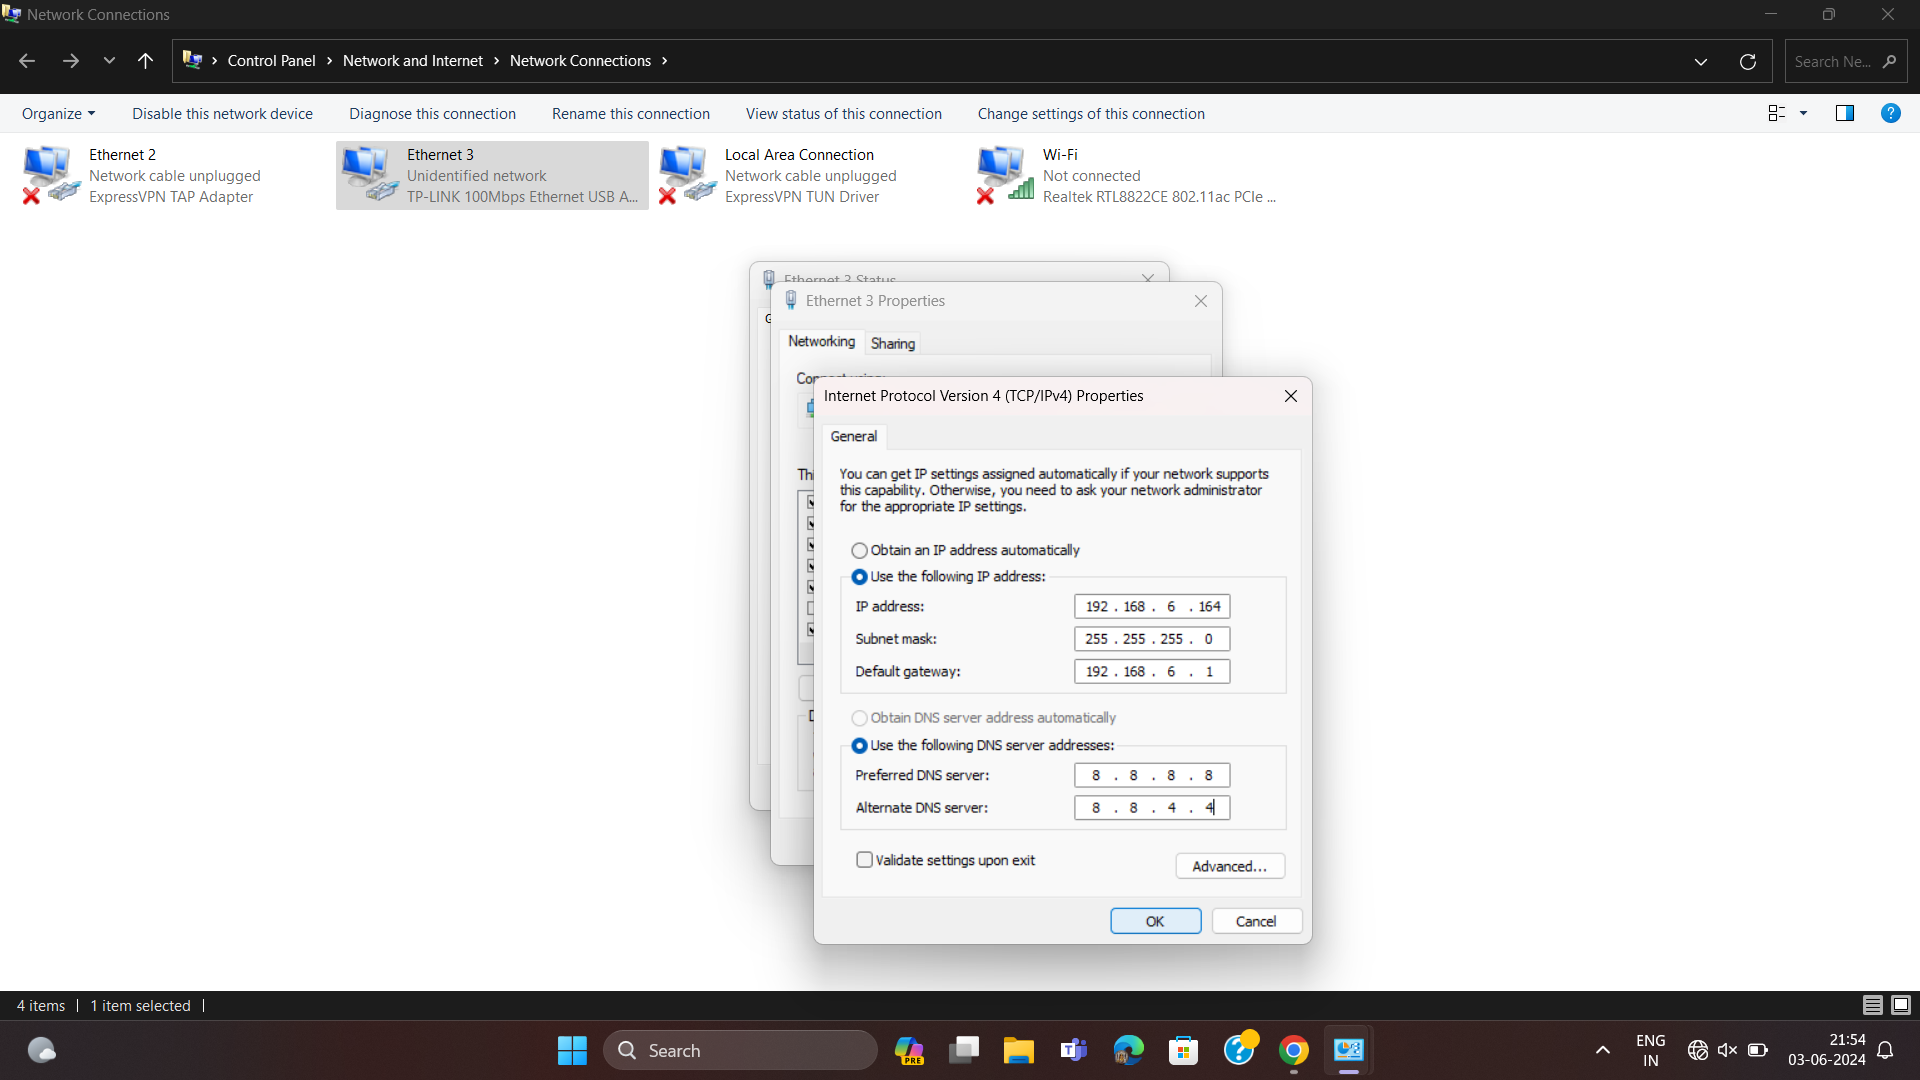 Network Connections
Control Panel > Network and Internet > Network Connections >
Search Ne...
Organize
Disable this network device
Diagnose this connection
Rename this connection
View status of this connection
Change settings of this connection
Ethernet 2
Network cable unplugged
ExpressVPN TAP Adapter
Ethernet 3
Unidentified network
TP-LINK 100Mbps Ethernet USB A...
Local Area Connection
Network cable unplugged
ExpressVPN TUN Driver
Wi-Fi
Not connected
Realtek RTL8822CE 802.11ac PCIe ...
Ethernet 3 Status
Ethernet 3 Properties
Networking
Sharing
Internet Protocol Version 4 (TCP/IPv4) Properties
General
You can get IP settings assigned automatically if your network supports
this capability. Otherwise, you need to ask your network administrator
for the appropriate IP settings.
Obtain an IP address automatically
Use the following IP address:
IP address: 192 . 168 . 6 . 164
Subnet mask: 255 . 255 . 255 . 0
Default gateway: 192 . 168 . 6 . 1
Obtain DNS server address automatically
Use the following DNS server addresses:
Preferred DNS server: 8 . 8 . 8 . 8
Alternate DNS server: 8 . 8 . 4 . 4
Validate settings upon exit
Advanced...
OK
Cancel
4 items
1 item selected
Search
PRE
ENG
IN
21:54
03-06-2024